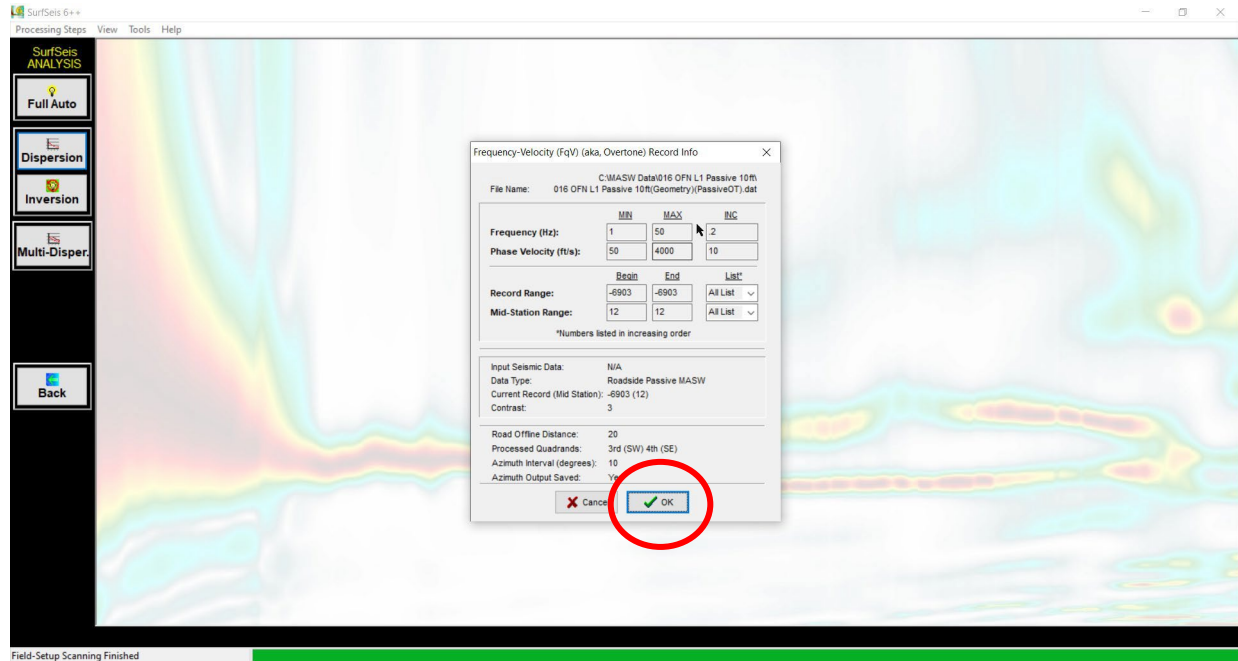 SurfSeis 6++
Processing Steps View Tools Help
SurfSeis
ANALYSIS
Full Auto
Dispersion
Inversion
Multi-Disper.
Back
Frequency-Velocity (FqV) (aka, Overtone) Record Info
C:\MASW Data\016 OFN L1 Passive 10ft\
File Name: 016 OFN L1 Passive 10ft(Geometry)(PassiveOT).dat
MIN MAX INC
Frequency (Hz): 1 50 .2
Phase Velocity (ft/s): 50 4000 10
Begin End List*
Record Range: -6903 -6903 All List
Mid-Station Range: 12 12 All List
*Numbers listed in increasing order
Input Seismic Data: N/A
Data Type: Roadside Passive MASW
Current Record (Mid Station): -6903 (12)
Contrast: 3
Road Offline Distance: 20
Processed Quadrands: 3rd (SW) 4th (SE)
Azimuth Interval (degrees): 10
Azimuth Output Saved:
OK
Field-Setup Scanning Finished